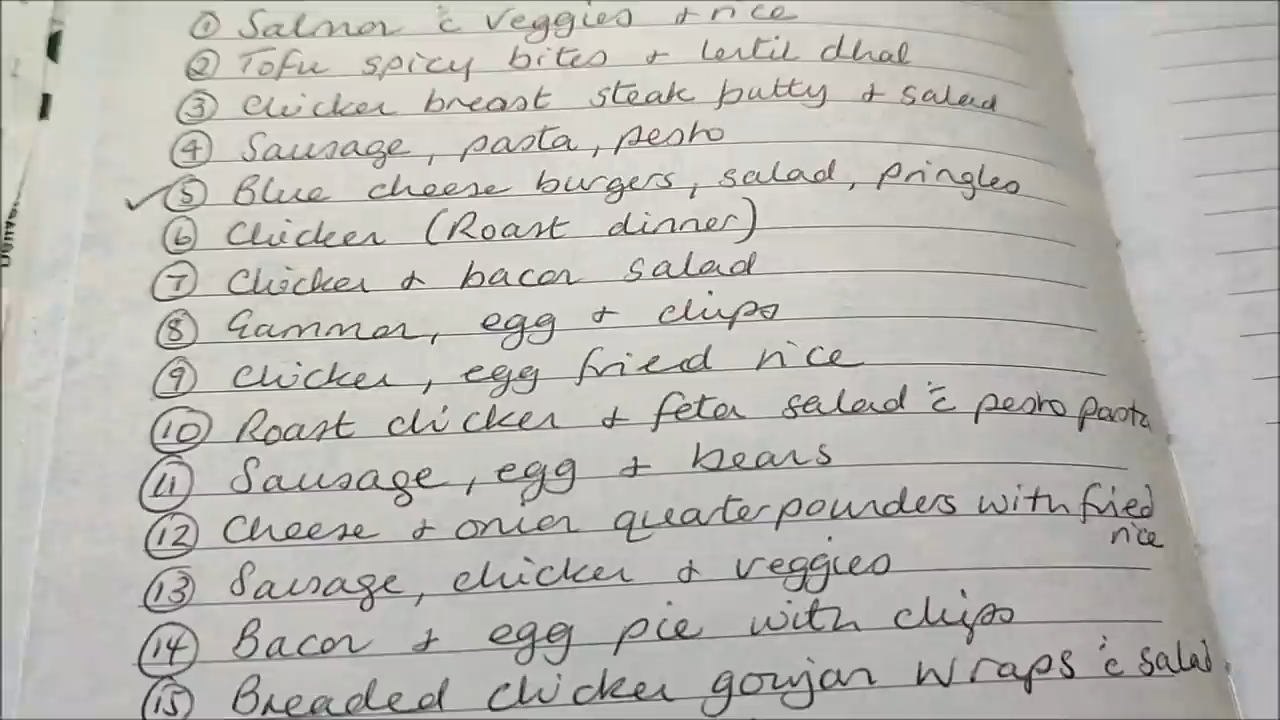 ① Salmon c̄ veggies + rice
② Tofu spicy bites + lentil dhal
③ Chicken breast steak butty + salad
④ Sausage, pasta, pesto
✓⑤ Blue cheese burgers, salad, pringles
⑥ Chicken (Roast dinner)
⑦ Chicken + bacon salad
⑧ Gammon, egg + chips
⑨ Chicken, egg fried rice
⑩ Roast chicken + feta salad c̄ pesto pasta
⑪ Sausage, egg + beans
⑫ Cheese + onion quarterpounders with fried
rice
⑬ Sausage, chicken + veggies
⑭ Bacon + egg pie with chips
⑮ Breaded chicken goujan wraps c̄ salad.